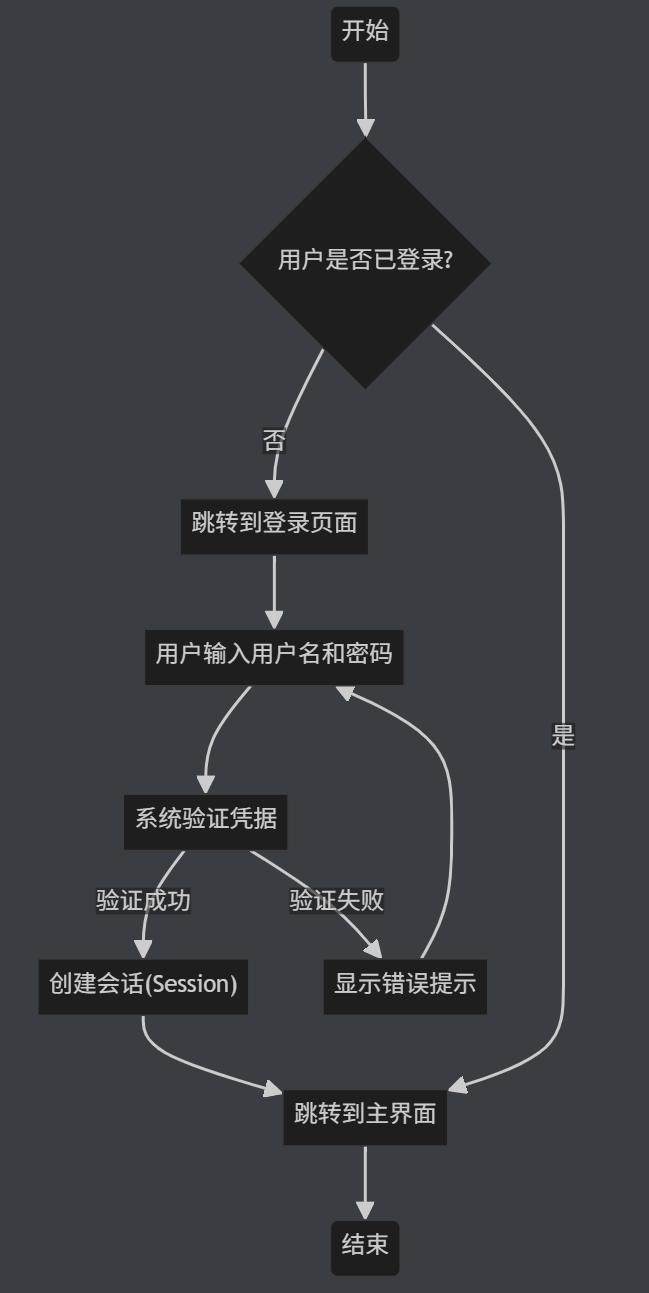 开始
用户是否已登录?
否
跳转到登录页面
用户输入用户名和密码
是
系统验证凭据
验证成功
验证失败
创建会话(Session)
显示错误提示
跳转到主界面
结束